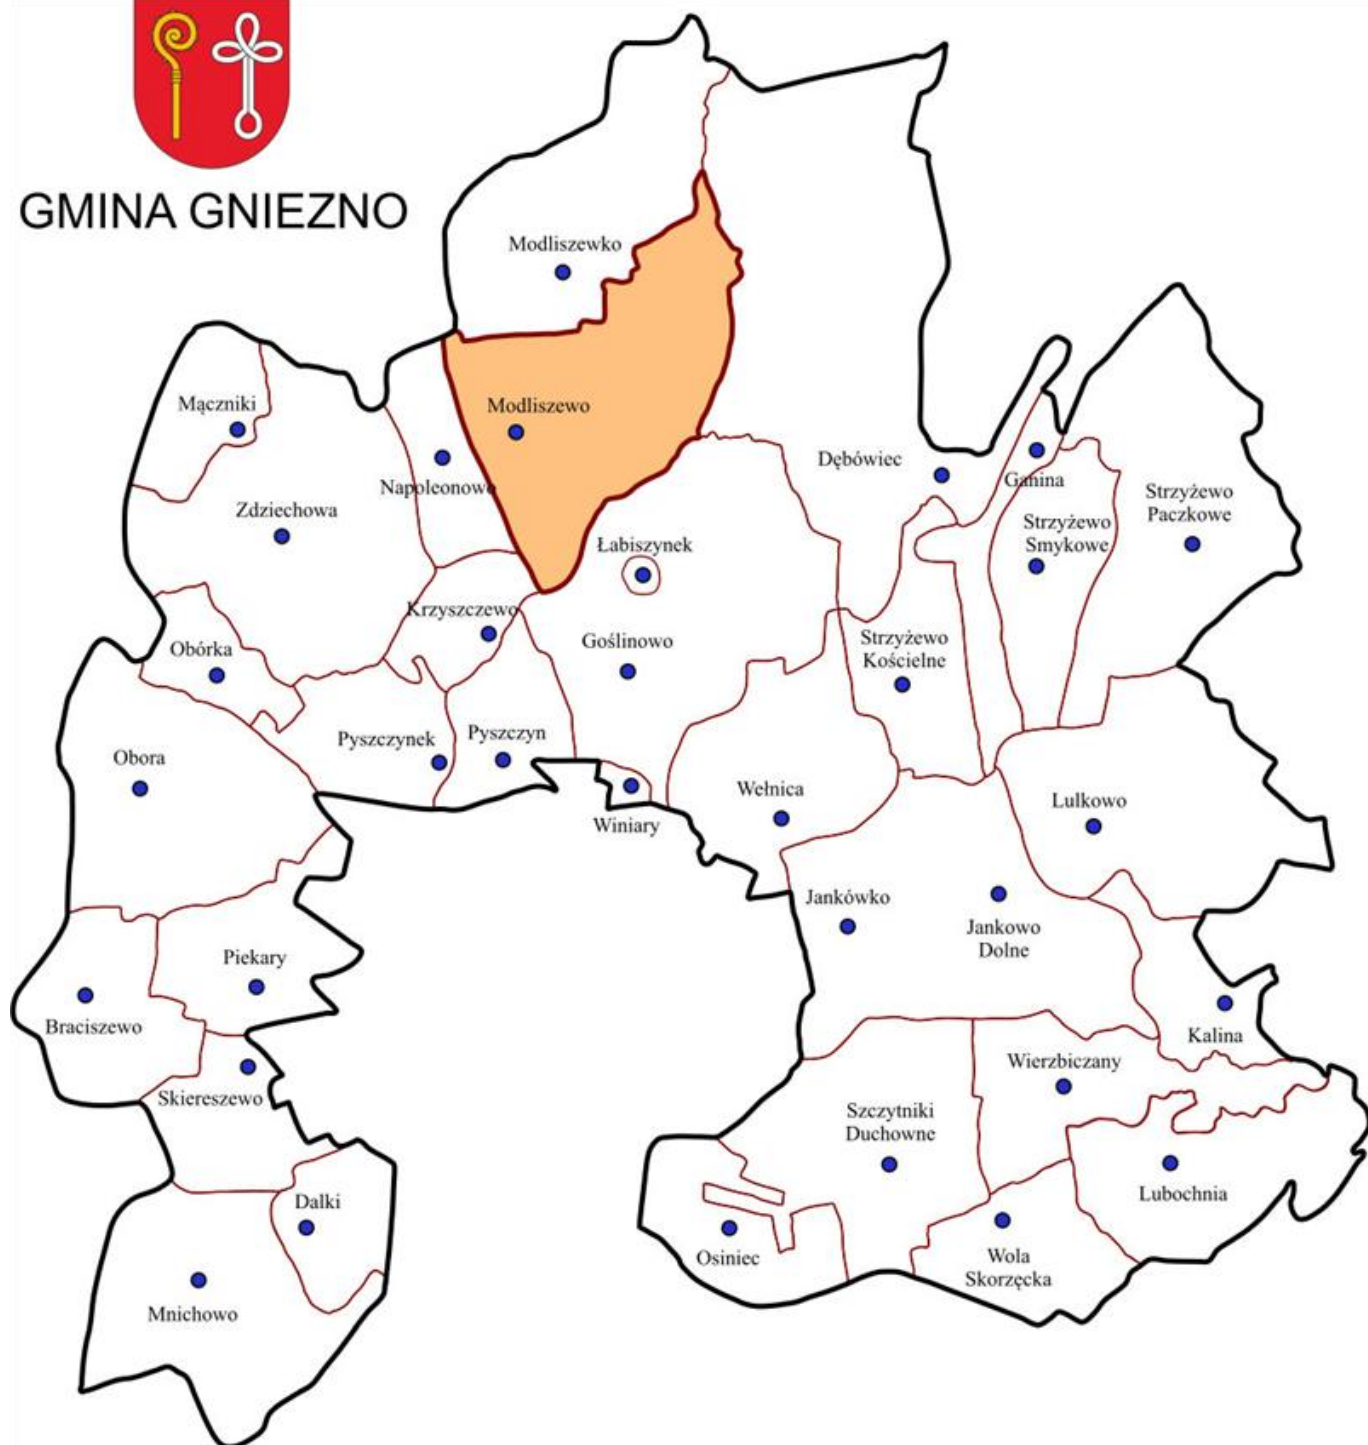 GMINA GNIEZNO
Modliszewko
Mączniki
Modliszewo
Napoleonowo
Dębówiec
Ganina
Strzyżewo
Paczkowe
Zdziechowa
Strzyżewo
Smykowe
Łabiszynek
Krzyszczewo
Obórka
Goślinowo
Strzyżewo
Kościelne
Pyszczynek
Pyszczyn
Obora
Wełnica
Lulkowo
Winiary
Jankówko
Jankowo
Dolne
Piekary
Braciszewo
Kalina
Skiereszewo
Wierzbiczany
Szczytniki
Duchowne
Dalki
Lubochnia
Osiniec
Wola
Skorzęcka
Mnichowo